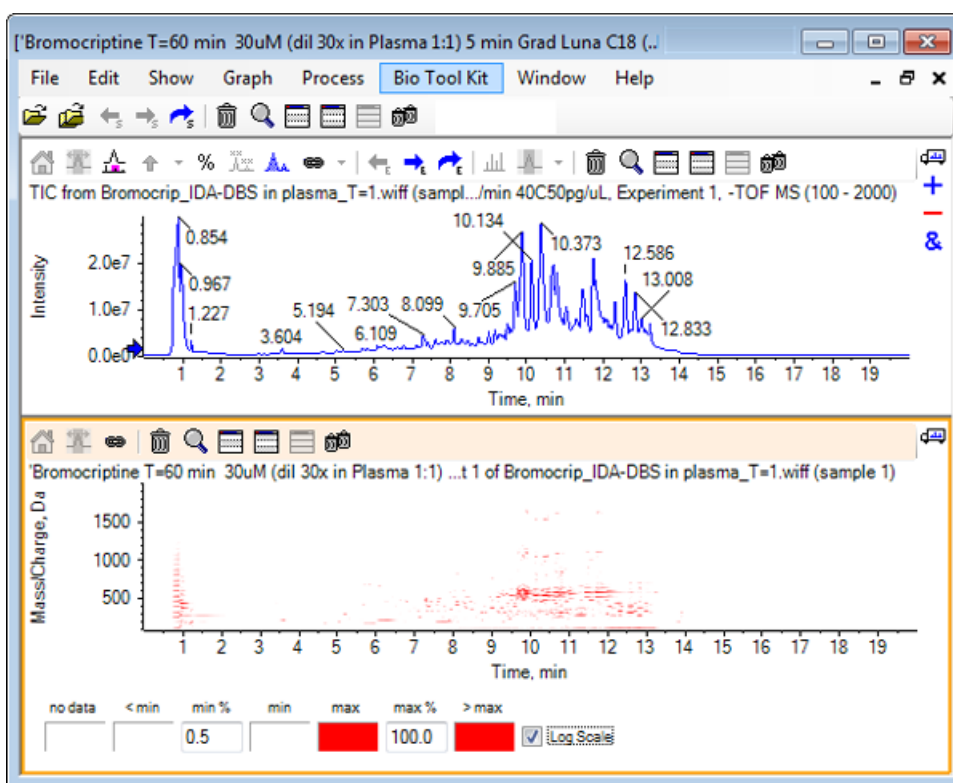 ['Bromocriptine T=60 min 30uM (dil 30x in Plasma 1:1) 5 min Grad Luna C18 (..
File Edit Show Graph Process Bio Tool Kit Window Help
TIC from Bromocrip_IDA-DBS in plasma_T=1.wiff (sampl.../min 40C50pg/uL, Experiment 1, -TOF MS (100 - 2000)
Intensity
2.0e7
1.0e7
0.0e0
0.854
0.967
1.227
3.604
5.194
6.109
7.303
8.099
9.705
9.885
10.134
10.373
12.586
13.008
12.833
1 2 3 4 5 6 7 8 9 10 11 12 13 14 15 16 17 18 19
Time, min
'Bromocriptine T=60 min 30uM (dil 30x in Plasma 1:1) ...t 1 of Bromocrip_IDA-DBS in plasma_T=1.wiff (sample 1)
Mass/Charge, Da
1500
1000
500
1 2 3 4 5 6 7 8 9 10 11 12 13 14 15 16 17 18 19
Time, min
no data < min min % min max max % > max
0.5 100.0 Log Scale